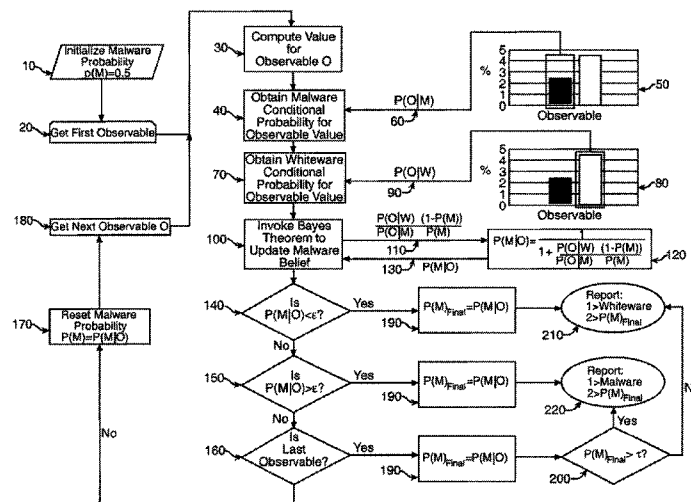 10
Initialize Malware
Probability
p(M)=0.5
20
Get First Observable
180
Get Next Observable O
170
Reset Malware
Probability
P(M)=P(M|O)
No
30
Compute Value
for
Observable O
40
Obtain Malware
Conditional
Probability for
Observable Value
P(O|M)
60
%
5
4
3
2
1
0
Observable
50
70
Obtain Whiteware
Conditional
Probability for
Observable Value
P(O|W)
90
%
5
4
3
2
1
0
Observable
80
100
Invoke Bayes
Theorem to
Update Malware
Belief
P(O|W) (1-P(M))
P(O|M) P(M)
110
130
P(M|O)
P(M|O)=
1
1+ P(O|W) (1-P(M))
P(O|M) P(M)
120
140
Is
P(M|O)<ε?
Yes
190
P(M)Final=P(M|O)
Report:
1>Whiteware
2>P(M)Final
210
No
150
Is
P(M|O)>ε?
Yes
190
P(M)Final=P(M|O)
Report:
1>Malware
2>P(M)Final
220
N
No
160
Is
Last
Observable?
Yes
190
P(M)Final=P(M|O)
Yes
P(M)Final> τ?
200